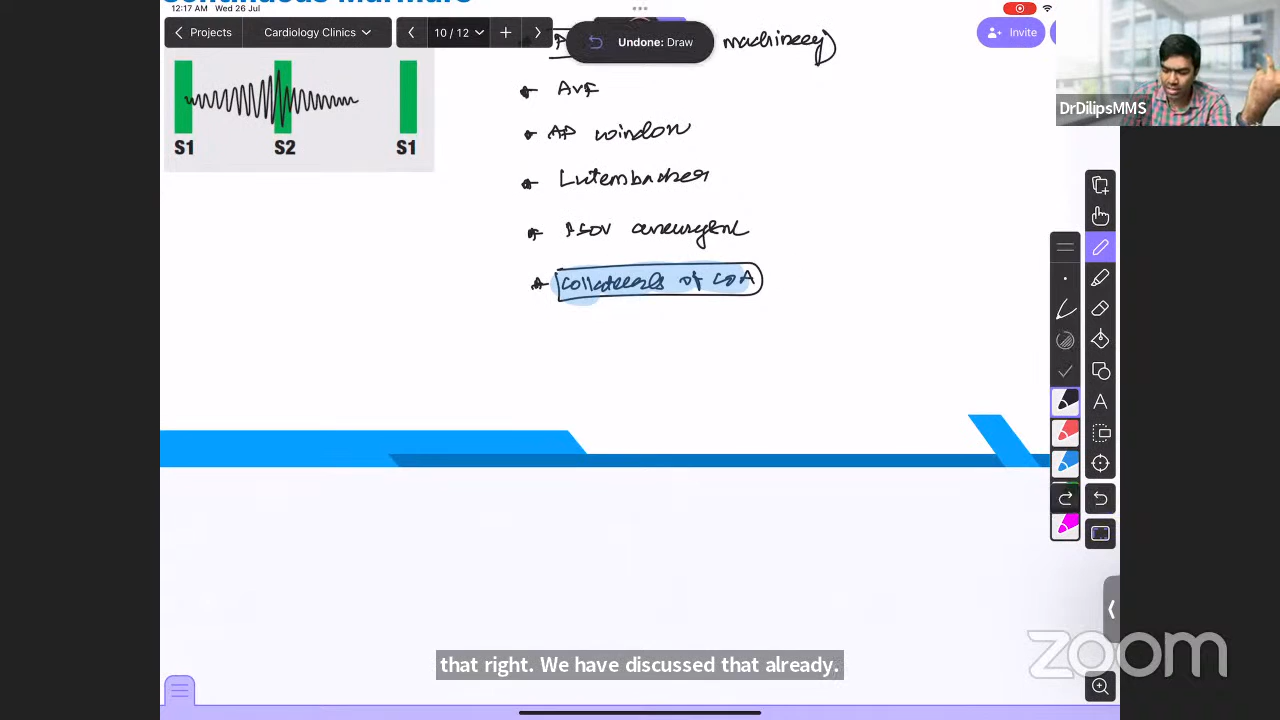 12:17 AM Wed 26 Jul
Continuous Murmurs
Projects
Cardiology Clinics
10 / 12
Undone: Draw
machinery)
Invite
DrDilipsMMS
S1 S2 S1
AVF
AP window
Lutembacher
RSOV aneurysm
Collaterals of CoA
that right. We have discussed that already.
zoom